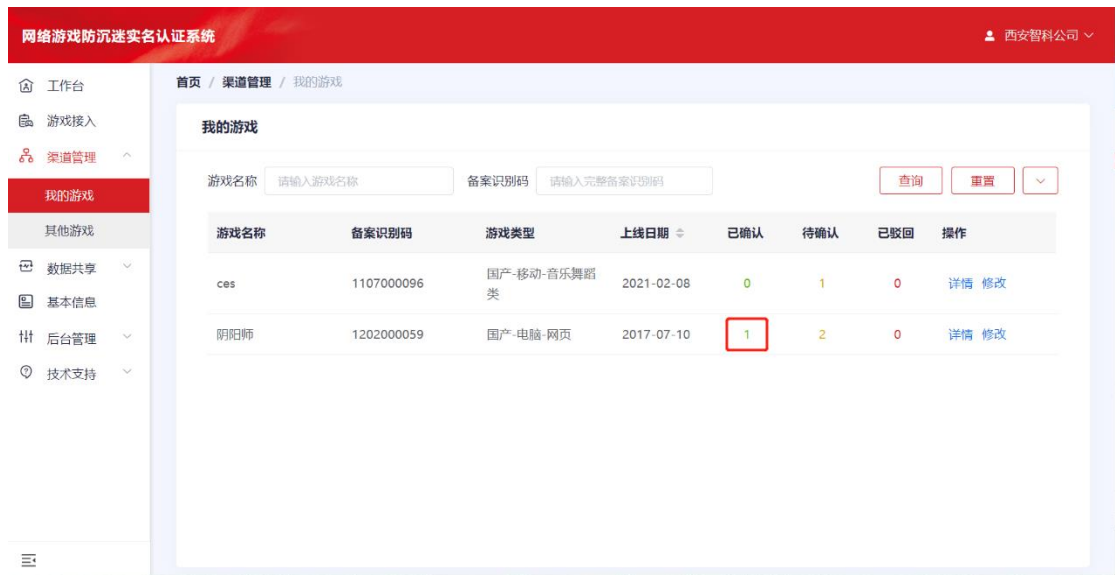 网络游戏防沉迷实名认证系统
西安智科公司
工作台
游戏接入
渠道管理
我的游戏
其他游戏
数据共享
基本信息
后台管理
技术支持
首页 / 渠道管理 / 我的游戏
我的游戏
游戏名称 请输入游戏名称 备案识别码 请输入完整备案识别码 查询 重置
游戏名称 备案识别码 游戏类型 上线日期 已确认 待确认 已驳回 操作
ces 1107000096 国产-移动-音乐舞蹈类 2021-02-08 0 1 0 详情 修改
阴阳师 1202000059 国产-电脑-网页 2017-07-10 1 2 0 详情 修改